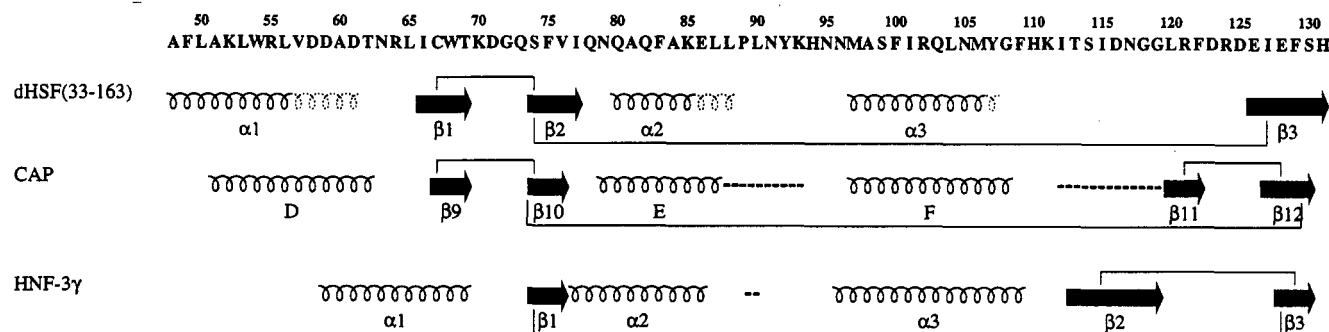 50 55 60 65 70 75 80 85 90 95 100 105 110 115 120 125 130
AFLAKLWRLVDDADTNRLICWTKDGQSFVIQNQAQFAKELLPLNYKHNNMASFIRQLNMYGFHKITSIDNGGLRFDRDEIEFSH
dHSF(33-163)
α1 β1 β2 α2 α3 β3
CAP
D β9 β10 E F β11 β12
HNF-3γ
α1 β1 α2 α3 β2 β3